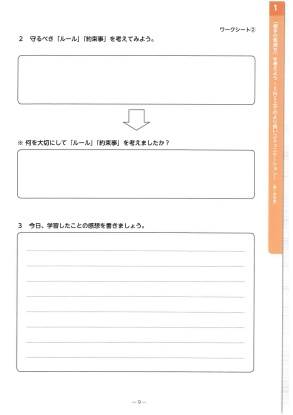 ワークシート②
1
2 守るべき「ルール」「約束事」を考えてみよう。
※ 何を大切にして「ルール」「約束事」を考えましたか？
3 今日、学習したことの感想を書きましょう。
― 9 ―